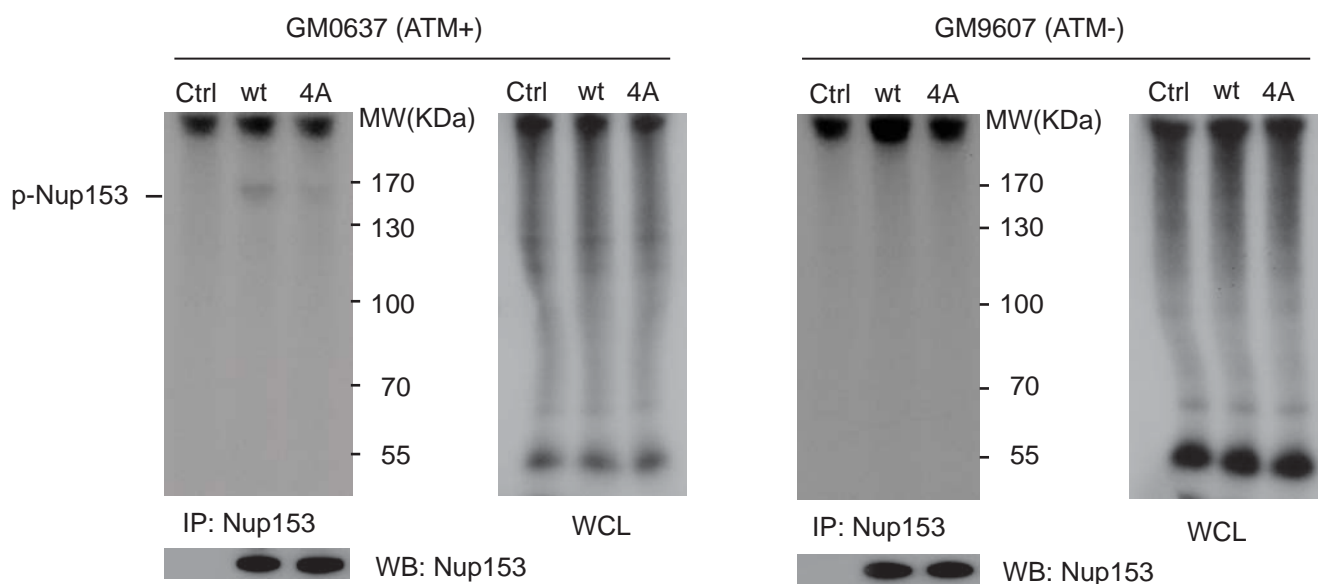 GM0637 (ATM+)
GM9607 (ATM-)
Ctrl wt 4A
MW(KDa)
Ctrl wt 4A
Ctrl wt 4A
MW(KDa)
Ctrl wt 4A
p-Nup153
170
130
100
70
55
170
130
100
70
55
IP: Nup153
WCL
IP: Nup153
WCL
WB: Nup153
WB: Nup153